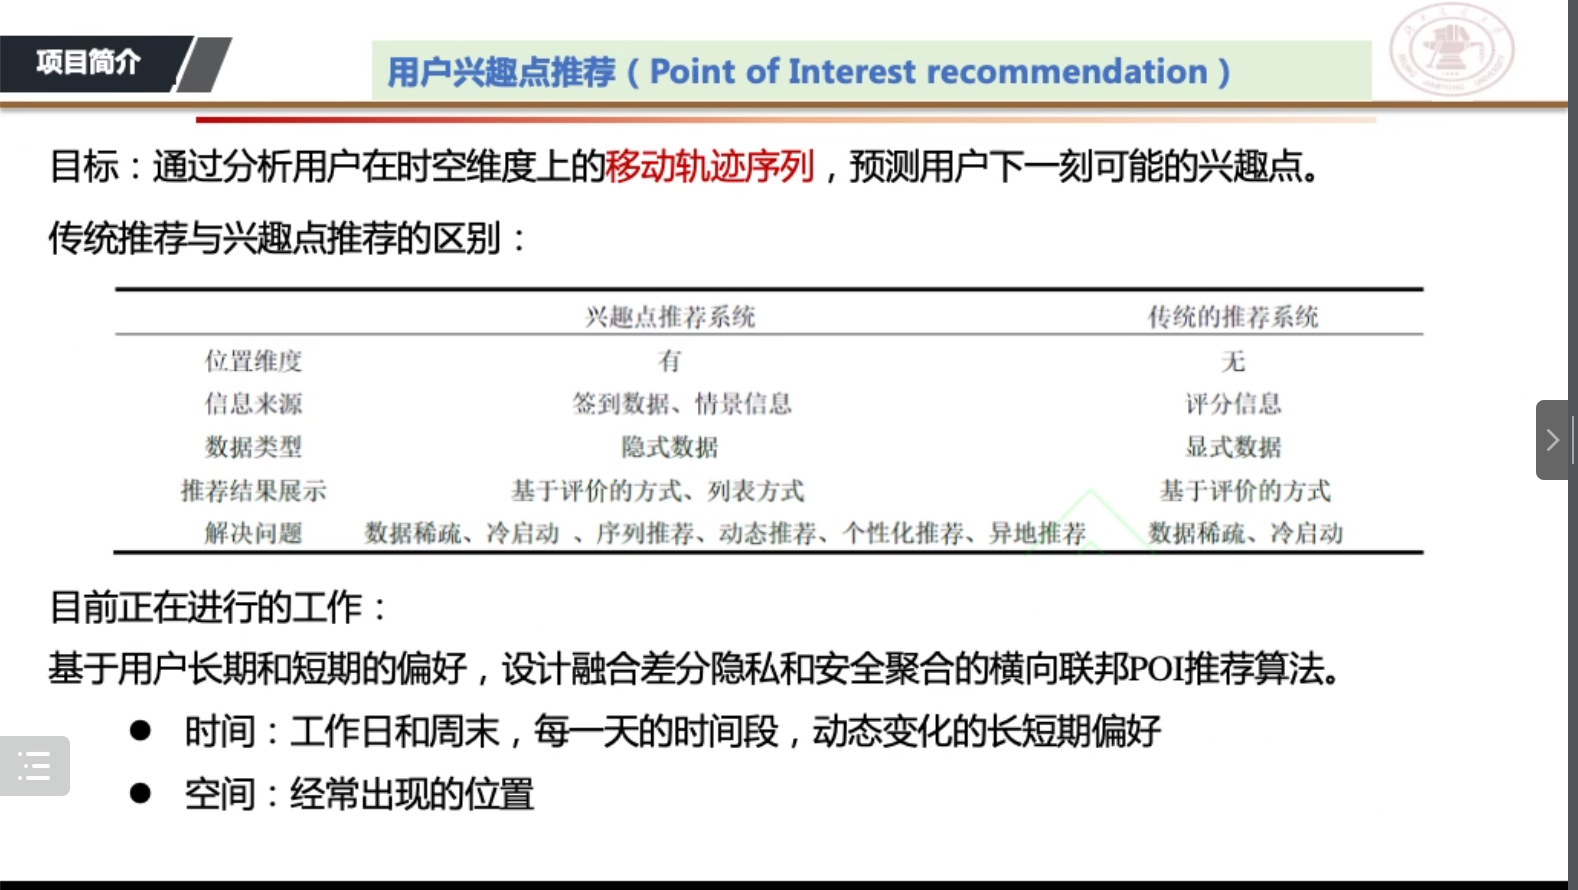 项目简介
用户兴趣点推荐（Point of Interest recommendation）
目标：通过分析用户在时空维度上的移动轨迹序列，预测用户下一刻可能的兴趣点。
传统推荐与兴趣点推荐的区别：
兴趣点推荐系统 传统的推荐系统
位置维度 有 无
信息来源 签到数据、情景信息 评分信息
数据类型 隐式数据 显式数据
推荐结果展示 基于评价的方式、列表方式 基于评价的方式
解决问题 数据稀疏、冷启动 、序列推荐、动态推荐、个性化推荐、异地推荐 数据稀疏、冷启动
目前正在进行的工作：
基于用户长期和短期的偏好，设计融合差分隐私和安全聚合的横向联邦POI推荐算法。
● 时间：工作日和周末，每一天的时间段，动态变化的长短期偏好
● 空间：经常出现的位置